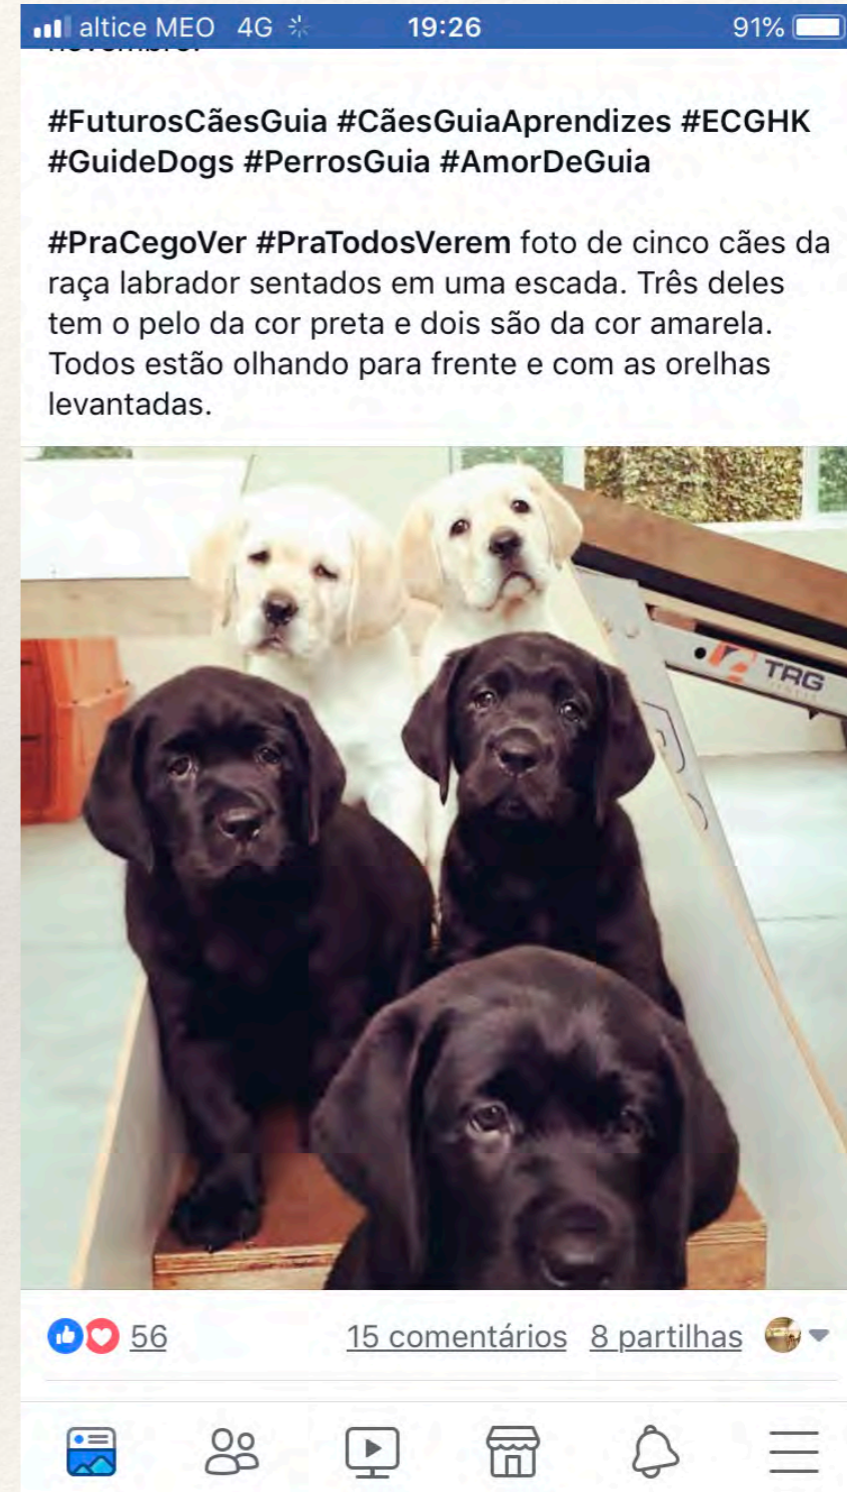 altice MEO 4G 19:26 91%
novembro.
#FuturosCãesGuia #CãesGuiaAprendizes #ECGHK
#GuideDogs #PerrosGuia #AmorDeGuia
#PraCegoVer #PraTodosVerem foto de cinco cães da
raça labrador sentados em uma escada. Três deles
tem o pelo da cor preta e dois são da cor amarela.
Todos estão olhando para frente e com as orelhas
levantadas.
TRG
56 15 comentários 8 partilhas